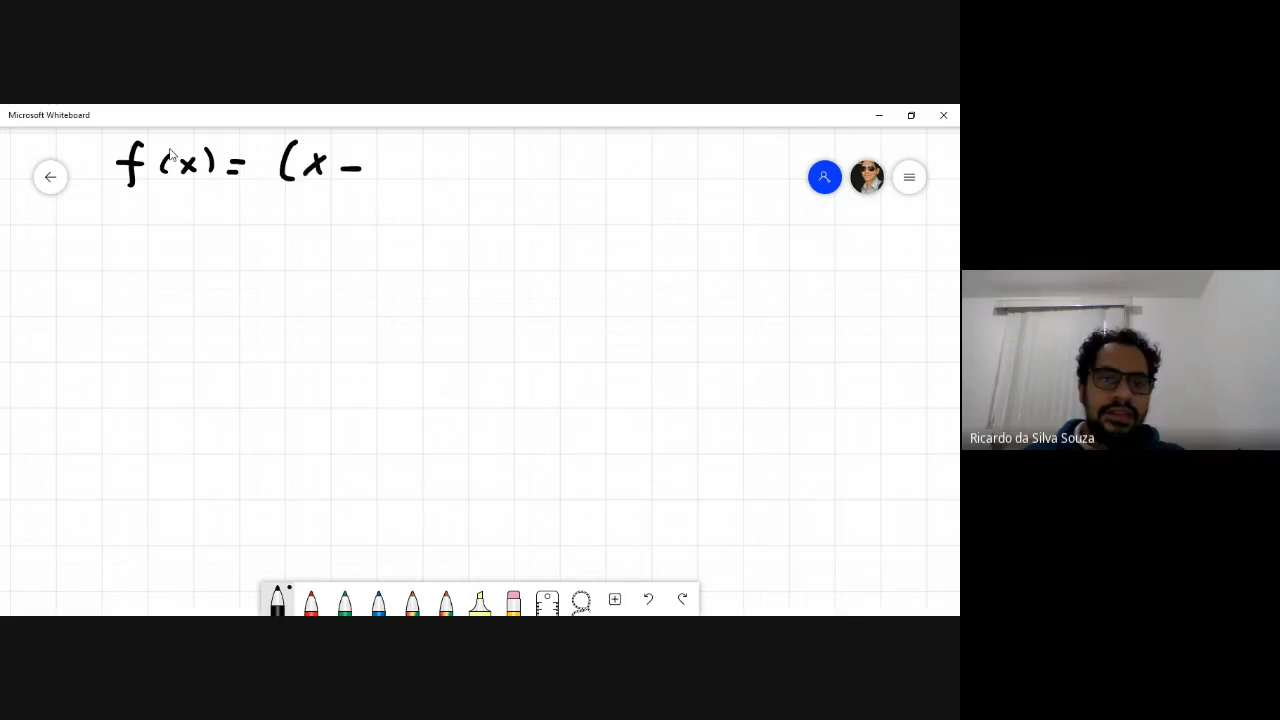 Microsoft Whiteboard
f(x) = (x -
Ricardo da Silva Souza